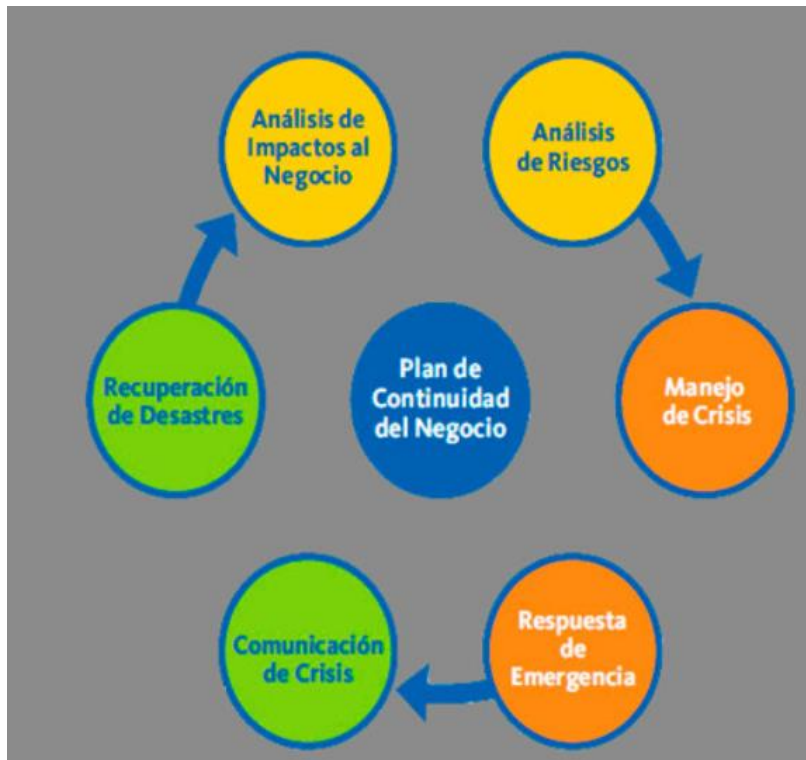 Análisis de
Impactos al
Negocio
Análisis
de Riesgos
Recuperación
de Desastres
Plan de
Continuidad
del Negocio
Manejo
de Crisis
Comunicación
de Crisis
Respuesta
de
Emergencia